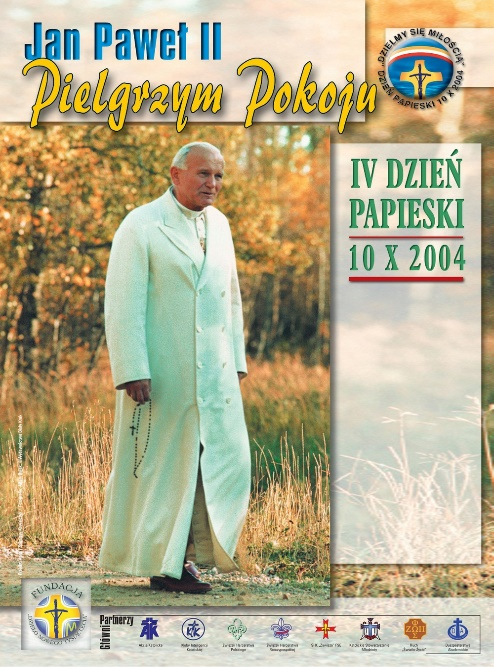 Jan Paweł II
Pielgrzym Pokoju
"DZIELMY SIĘ MIŁOŚCIĄ"
DZIEŃ PAPIESKI 10 X 2004
IV DZIEŃ
PAPIESKI
10 X 2004
FUNDACJA
Partnerzy
Główni